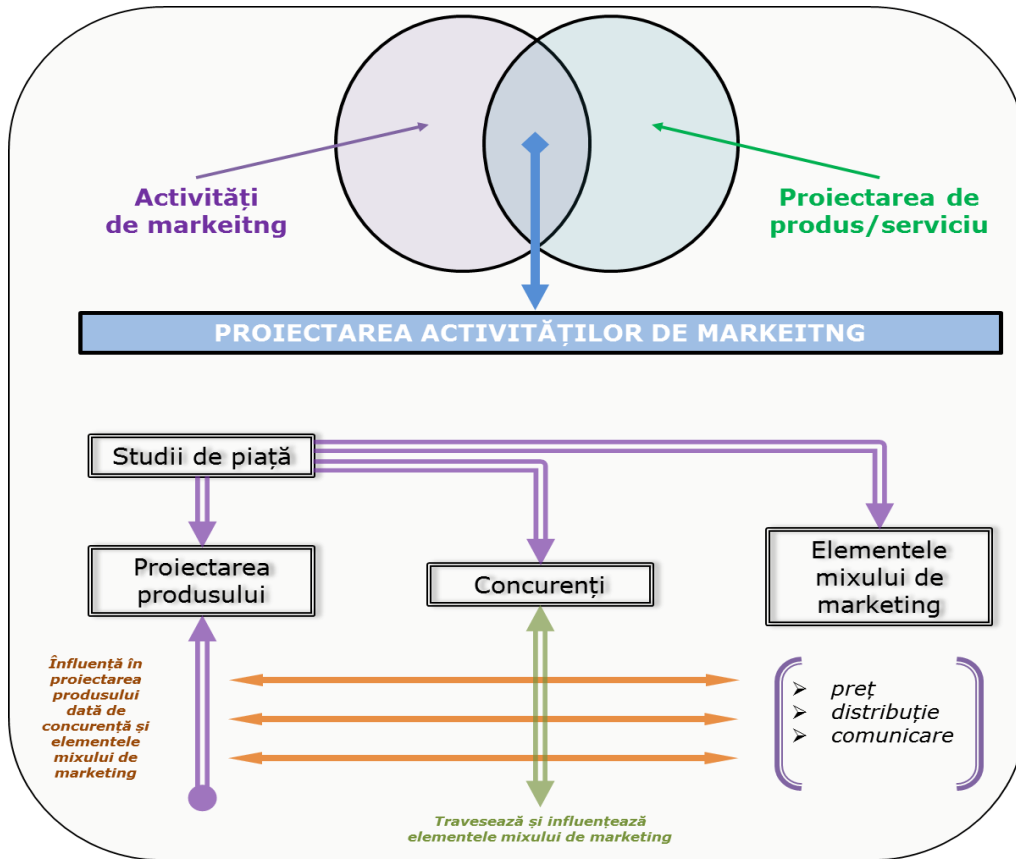 Activități
de markeitng
Proiectarea de
produs/serviciu
PROIECTAREA ACTIVITĂȚILOR DE MARKEITNG
Studii de piață
Proiectarea
produsului
Concurenți
Elementele
mixului de
marketing
Înfluență în
proiectarea
produsului
dată de
concurență și
elementele
mixului de
marketing
preț
distribuție
comunicare
Travesează și influențează
elementele mixului de marketing